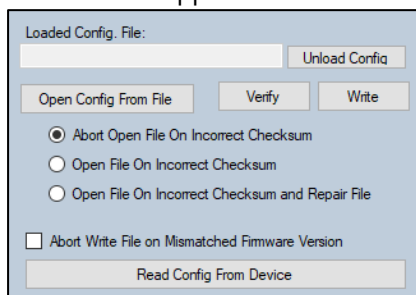 Loaded Config. File:
Unload Config
Open Config From File
Verify
Write
Abort Open File On Incorrect Checksum
Open File On Incorrect Checksum
Open File On Incorrect Checksum and Repair File
Abort Write File on Mismatched Firmware Version
Read Config From Device